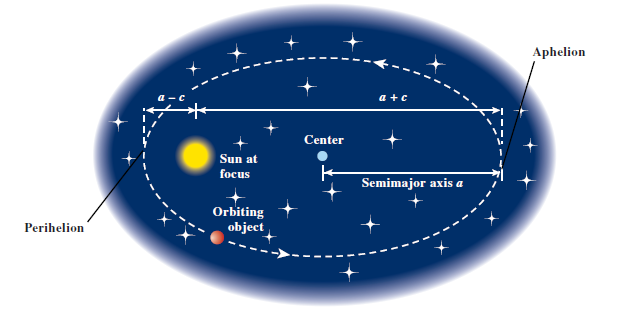 Aphelion
a – c
a + c
Center
Sun at
focus
Semimajor axis a
Orbiting
object
Perihelion